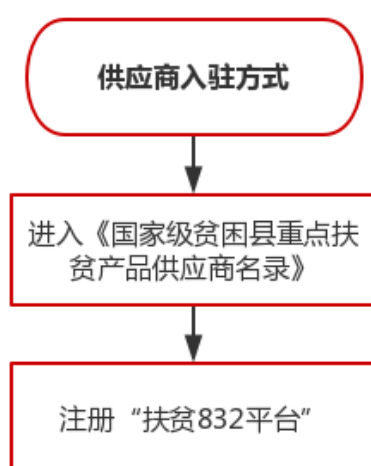 供应商入驻方式
进入《国家级贫困县重点扶
贫产品供应商名录》
注册“扶贫832平台”